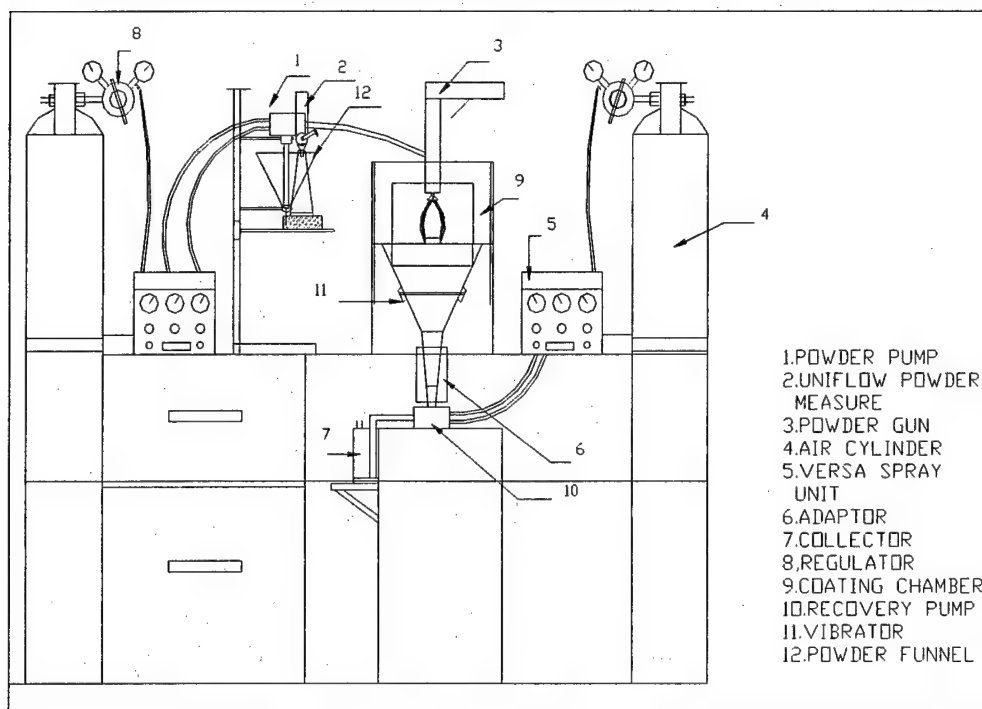 8
1
2
12
3
9
5
4
11
7
6
10
1.POWDER PUMP
2.UNIFLOW POWDER
MEASURE
3.POWDER GUN
4.AIR CYLINDER
5.VERSA SPRAY
UNIT
6.ADAPTOR
7.COLLECTOR
8,REGULATOR
9.COATING CHAMBER
10.RECOVERY PUMP
11.VIBRATOR
12.POWDER FUNNEL